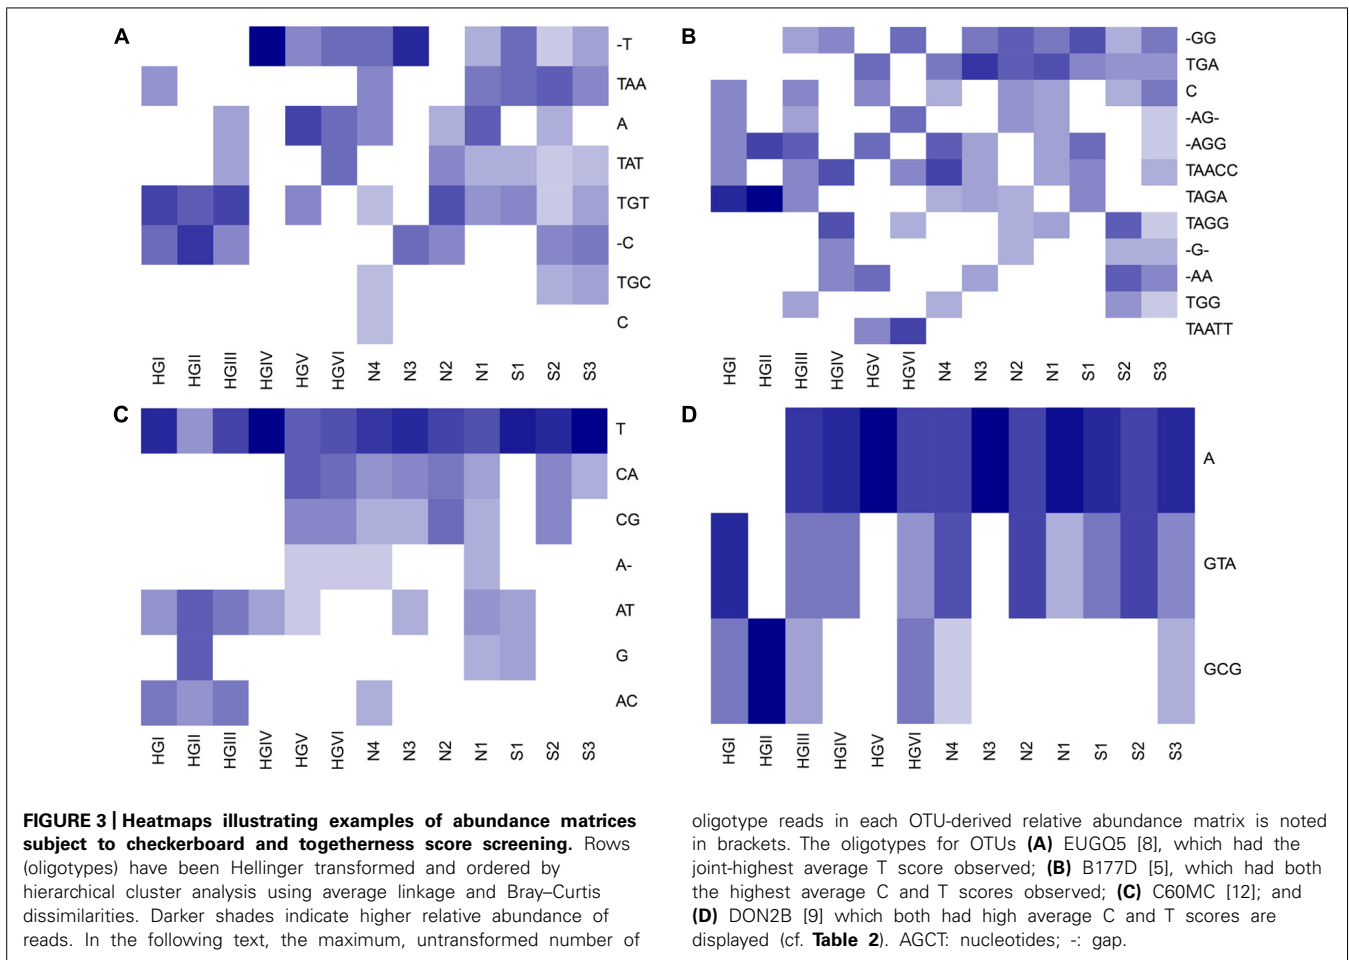 A
-T
TAA
A
TAT
TGT
-C
TGC
C
HGI HGII HGIII HGIV HGV HGVI N4 N3 N2 N1 S1 S2 S3
B
-GG
TGA
C
-AG-
-AGG
TAACC
TAGA
TAGG
-G-
-AA
TGG
TAATT
HGI HGII HGIII HGIV HGV HGVI N4 N3 N2 N1 S1 S2 S3
C
T
CA
CG
A-
AT
G
AC
HGI HGII HGIII HGIV HGV HGVI N4 N3 N2 N1 S1 S2 S3
D
A
GTA
GCG
HGI HGII HGIII HGIV HGV HGVI N4 N3 N2 N1 S1 S2 S3
FIGURE 3 | Heatmaps illustrating examples of abundance matrices
subject to checkerboard and togetherness score screening. Rows
(oligotypes) have been Hellinger transformed and ordered by
hierarchical cluster analysis using average linkage and Bray–Curtis
dissimilarities. Darker shades indicate higher relative abundance of
reads. In the following text, the maximum, untransformed number of
oligotype reads in each OTU-derived relative abundance matrix is noted
in brackets. The oligotypes for OTUs (A) EUGQ5 [8], which had the
joint-highest average T score observed; (B) B177D [5], which had both
the highest average C and T scores observed; (C) C60MC [12]; and
(D) DON2B [9] which both had high average C and T scores are
displayed (cf. Table 2). AGCT: nucleotides; -: gap.